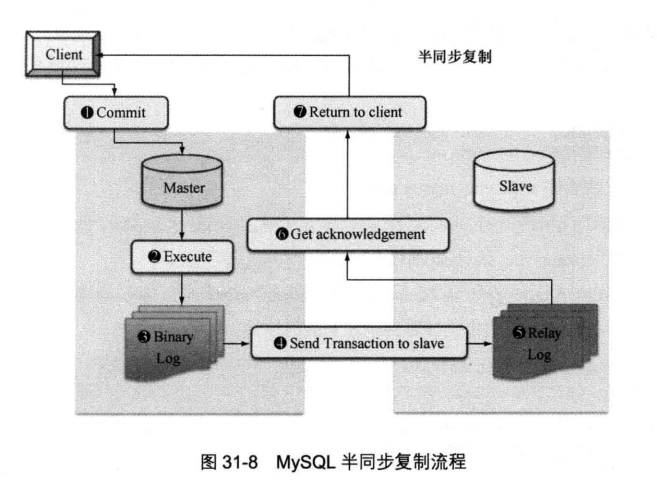 Client
半同步复制
❶ Commit
❼ Return to client
Master
Slave
❻ Get acknowledgement
❷ Execute
❸ Binary
Log
❹ Send Transaction to slave
❺ Relay
Log
图 31-8 MySQL 半同步复制流程